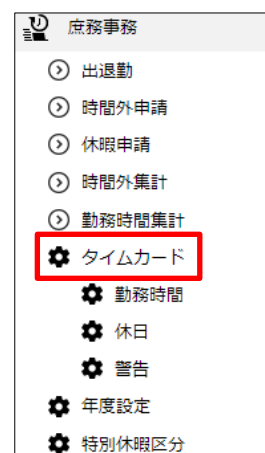 庶務事務
出退勤
時間外申請
休暇申請
時間外集計
勤務時間集計
タイムカード
勤務時間
休日
警告
年度設定
特別休暇区分